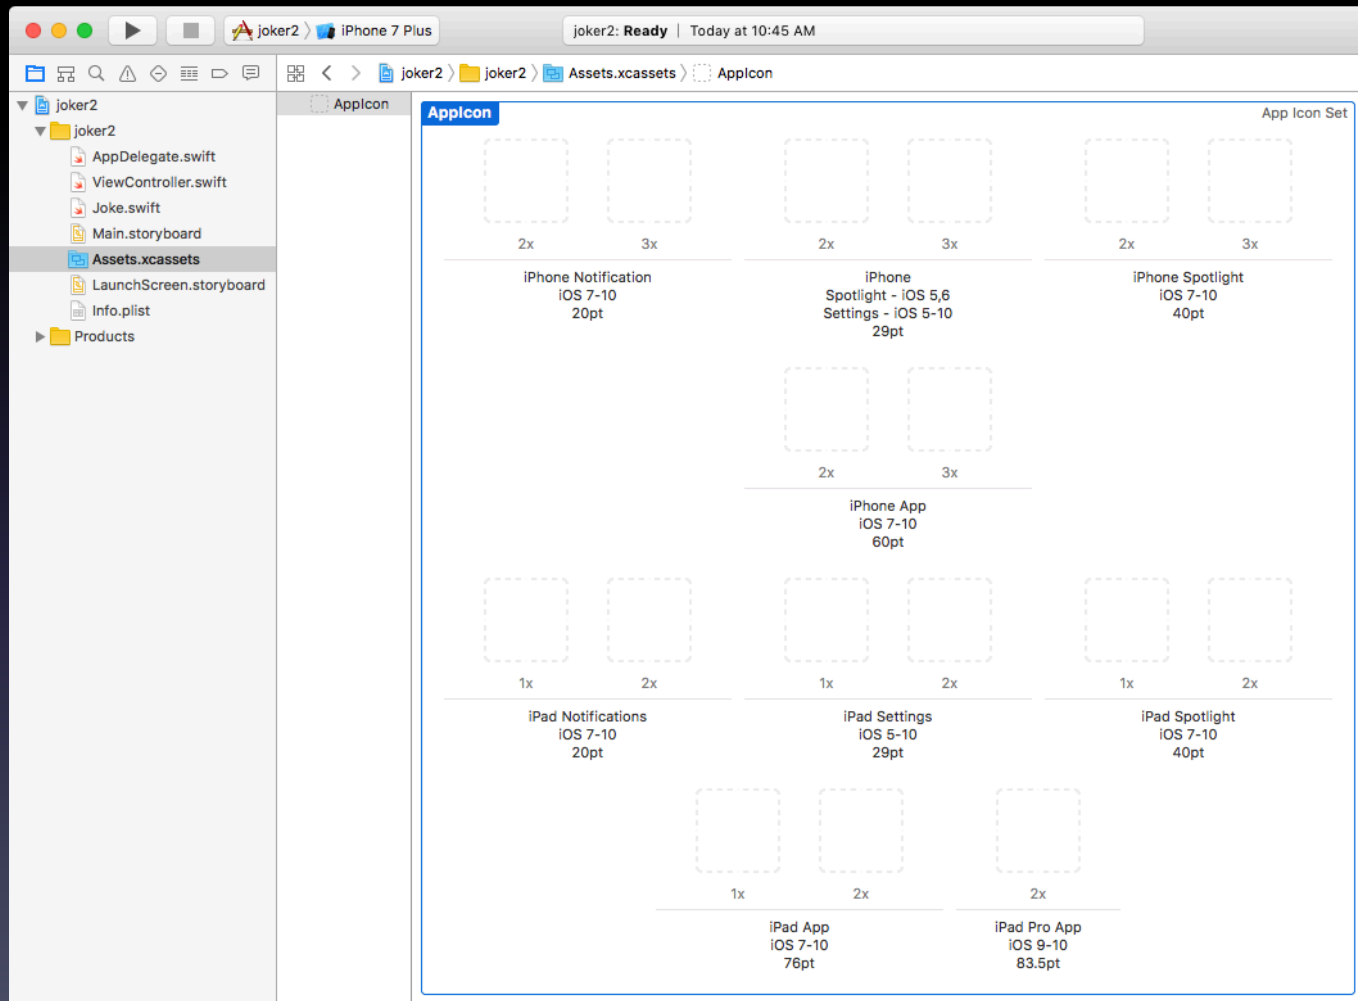 joker2 〉 iPhone 7 Plus
joker2: Ready | Today at 10:45 AM
joker2 〉 joker2 〉 Assets.xcassets 〉 AppIcon
joker2
joker2
AppDelegate.swift
ViewController.swift
Joke.swift
Main.storyboard
Assets.xcassets
LaunchScreen.storyboard
Info.plist
Products
AppIcon
AppIcon
App Icon Set
2x 3x
iPhone Notification
iOS 7-10
20pt
2x 3x
iPhone
Spotlight - iOS 5,6
Settings - iOS 5-10
29pt
2x 3x
iPhone Spotlight
iOS 7-10
40pt
2x 3x
iPhone App
iOS 7-10
60pt
1x 2x
iPad Notifications
iOS 7-10
20pt
1x 2x
iPad Settings
iOS 5-10
29pt
1x 2x
iPad Spotlight
iOS 7-10
40pt
1x 2x
iPad App
iOS 7-10
76pt
2x
iPad Pro App
iOS 9-10
83.5pt